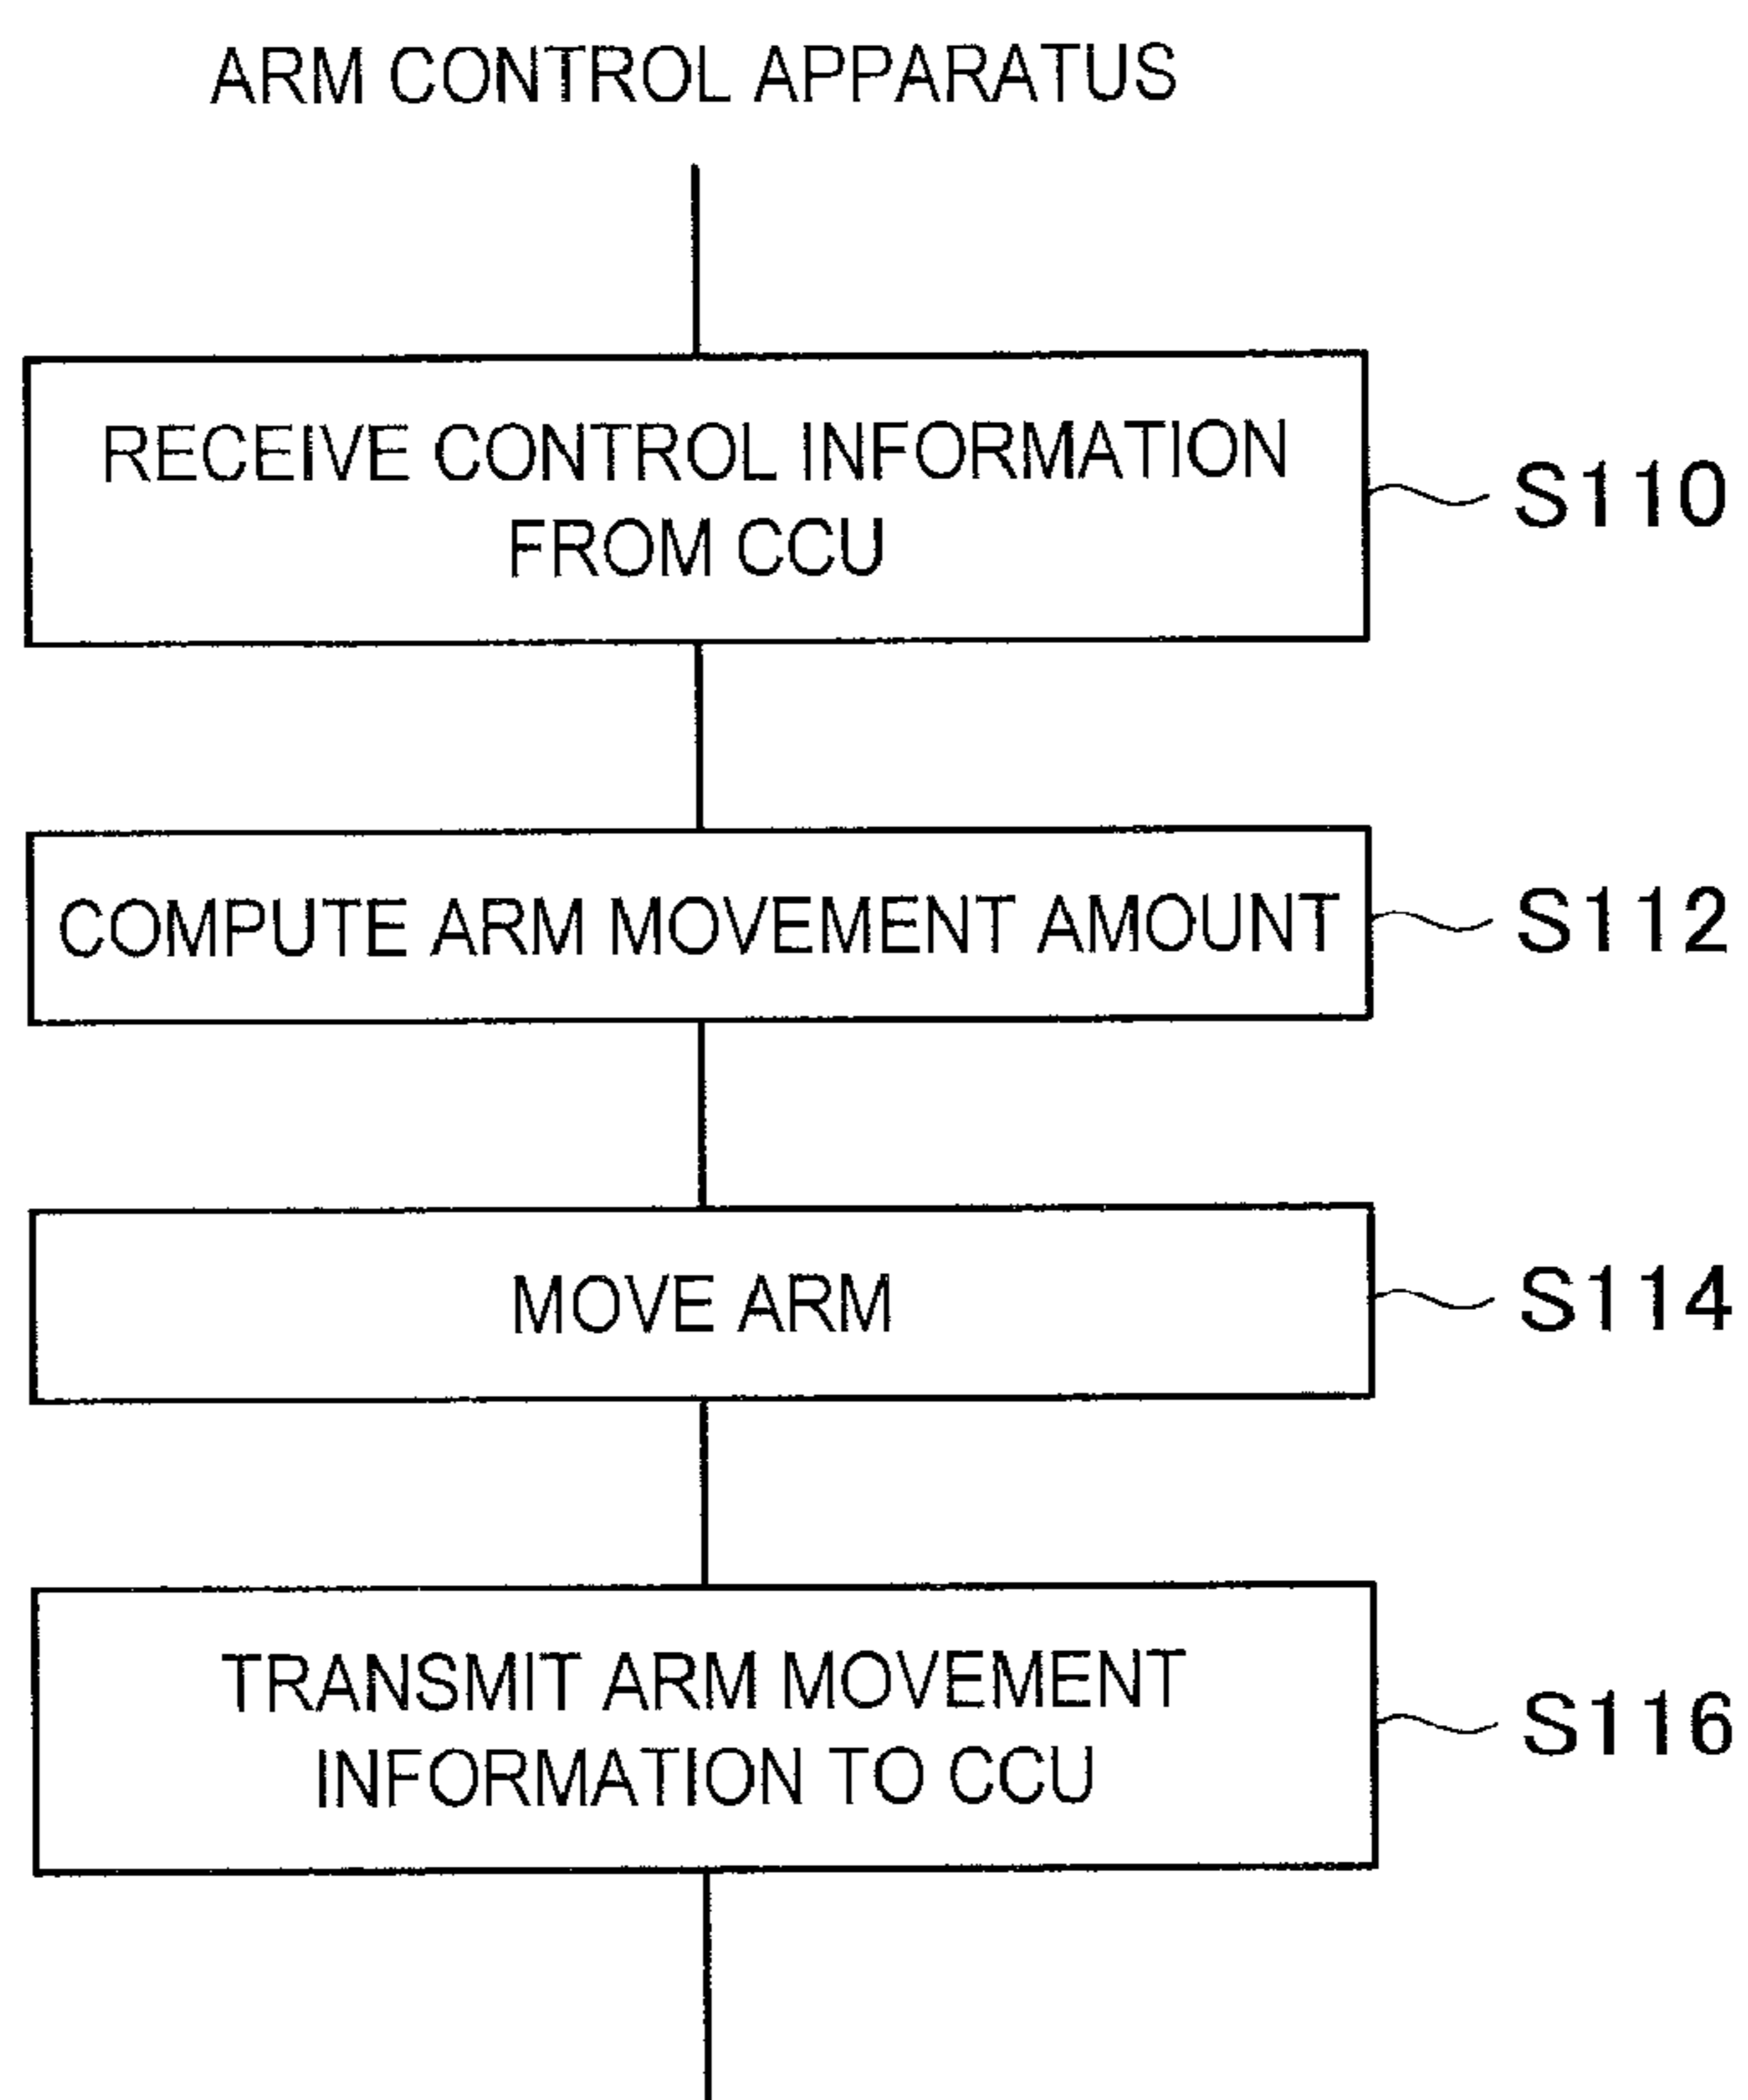 ARM CONTROL APPARATUS
RECEIVE CONTROL INFORMATION
FROM CCU
S110
COMPUTE ARM MOVEMENT AMOUNT
S112
MOVE ARM
S114
TRANSMIT ARM MOVEMENT
INFORMATION TO CCU
S116